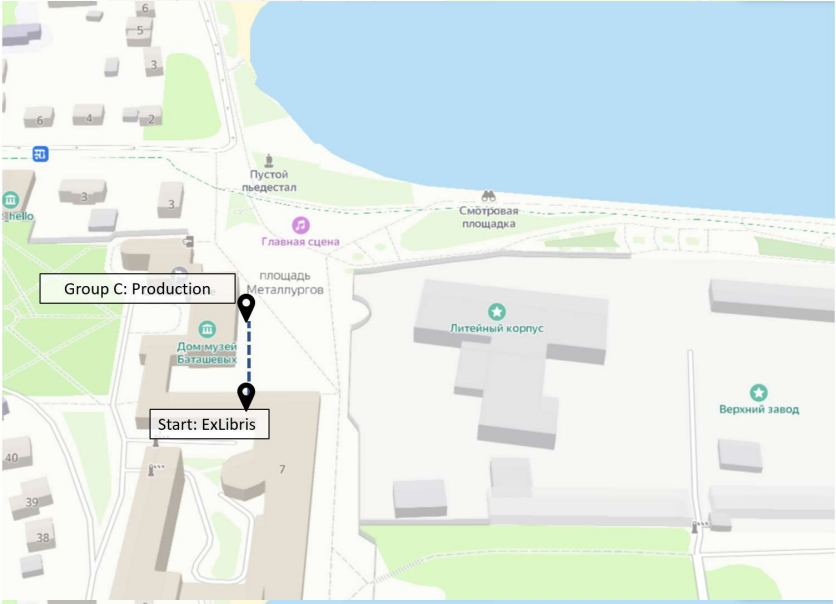 6
5
3
6
4
2
Пустой
пьедестал
3
3
hello
Смотровая
площадка
Главная сцена
площадь
Металлургов
Group C: Production
Литейный корпус
Дом музей
Баташевых
Верхний завод
Start: ExLibris
40
7
39
38
2